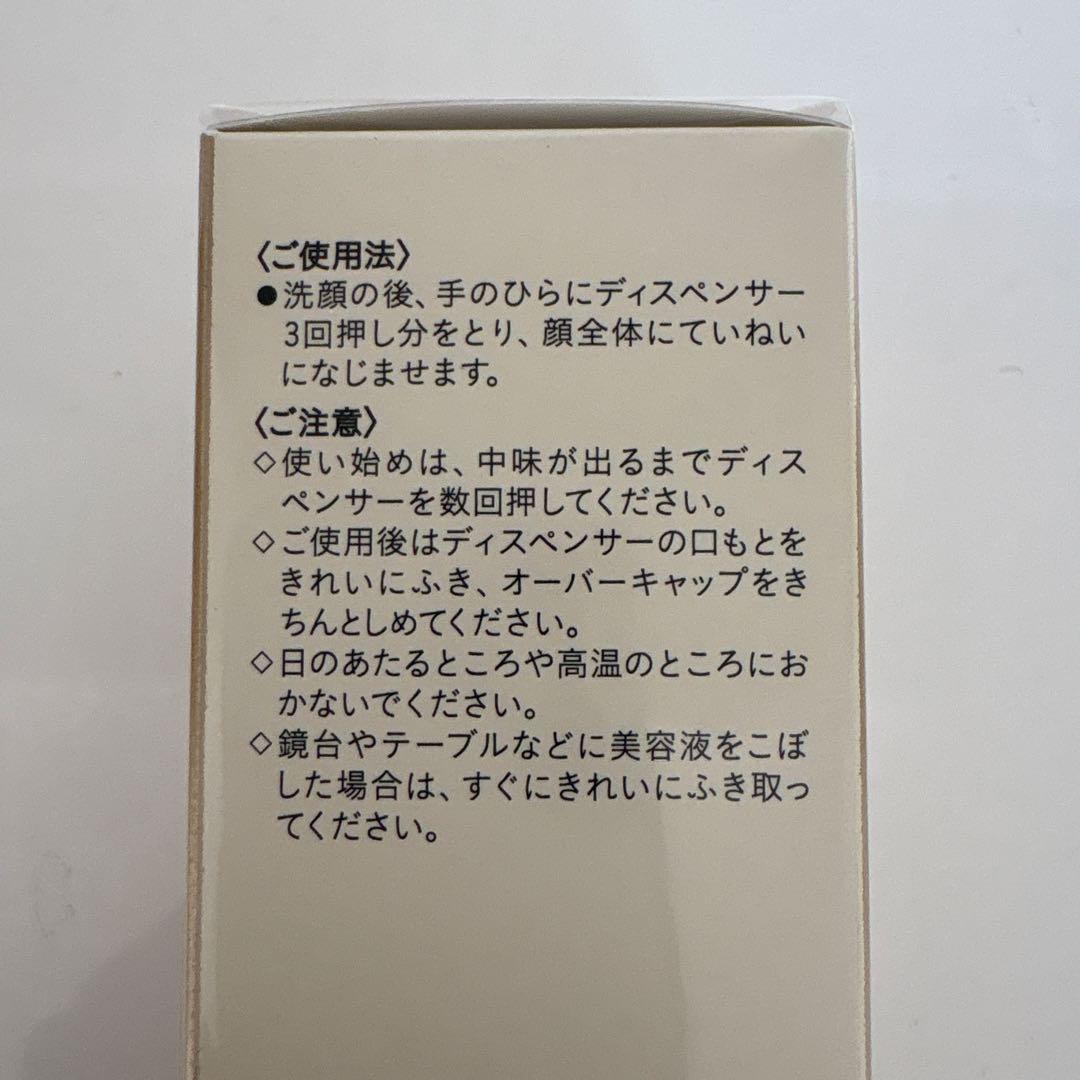 〈ご使用法〉
●洗顔の後、手のひらにディスペンサー
3回押し分をとり、顔全体にていねい
になじませます。
〈ご注意〉
◇使い始めは、中味が出るまでディス
ペンサーを数回押してください。
◇ご使用後はディスペンサーの口もとを
きれいにふき、オーバーキャップをき
ちんとしめてください。
◇日のあたるところや高温のところにお
かないでください。
◇鏡台やテーブルなどに美容液をこぼ
した場合は、すぐにきれいにふき取っ
てください。